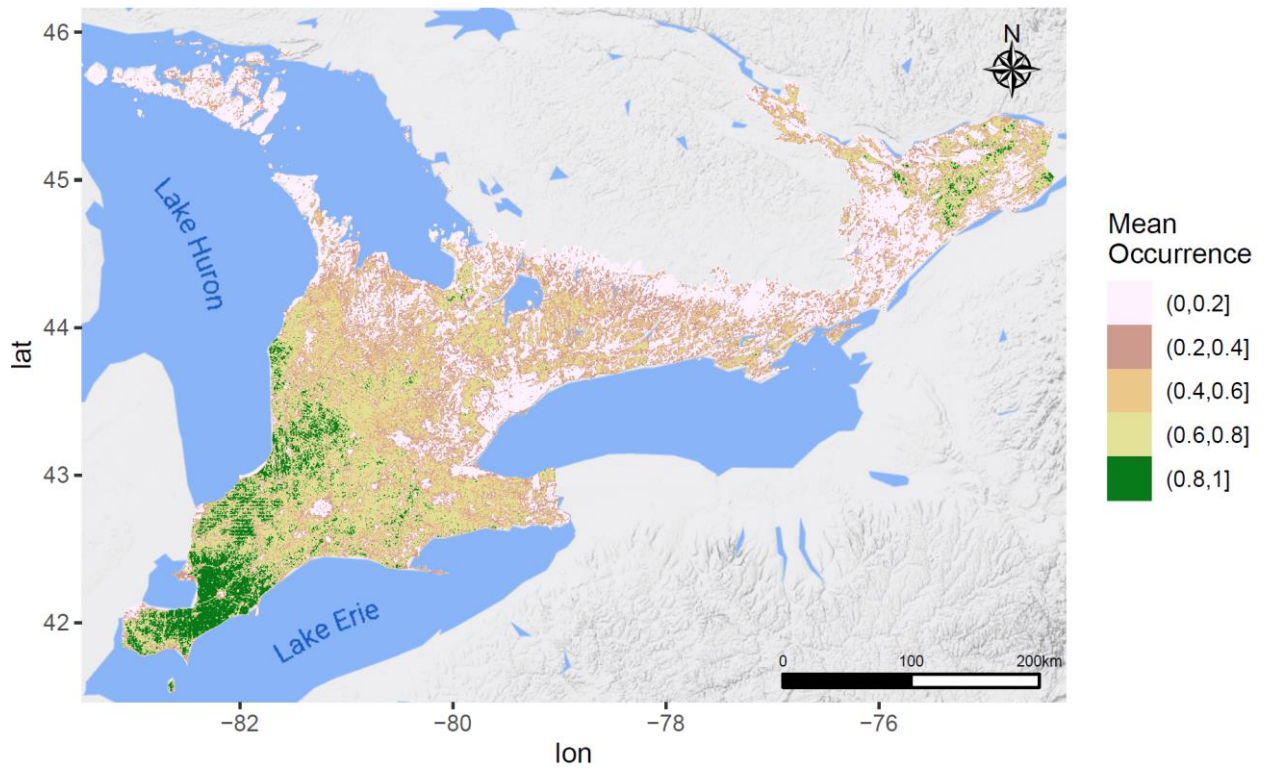 46
45
44
43
42
lat
−82
−80
−78
−76
lon
Lake Huron
Lake Erie
N
0 100 200km
Mean
Occurrence
(0,0.2]
(0.2,0.4]
(0.4,0.6]
(0.6,0.8]
(0.8,1]